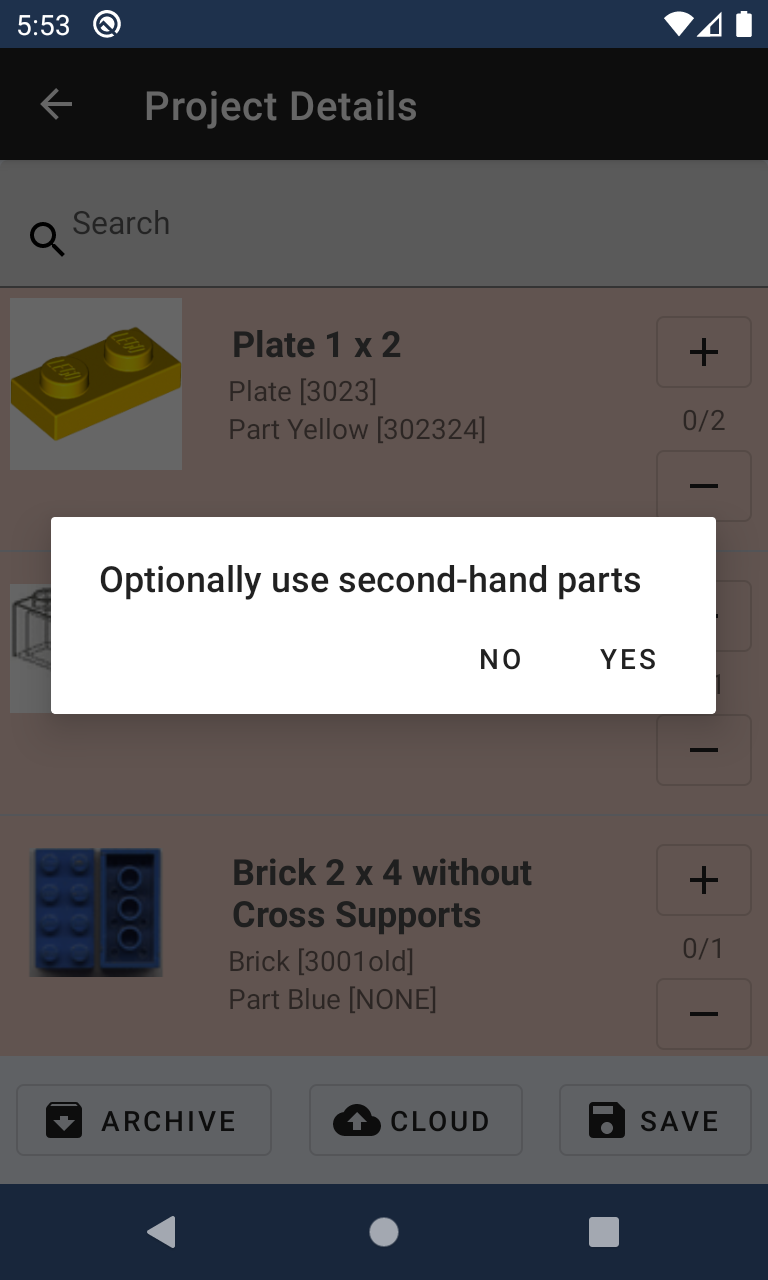 5:53
Project Details
Search
Plate 1 x 2
Plate [3023]
Part Yellow [302324]
0/2
Optionally use second-hand parts
NO YES
Brick 2 x 4 without
Cross Supports
Brick [3001old]
Part Blue [NONE]
0/1
ARCHIVE CLOUD SAVE